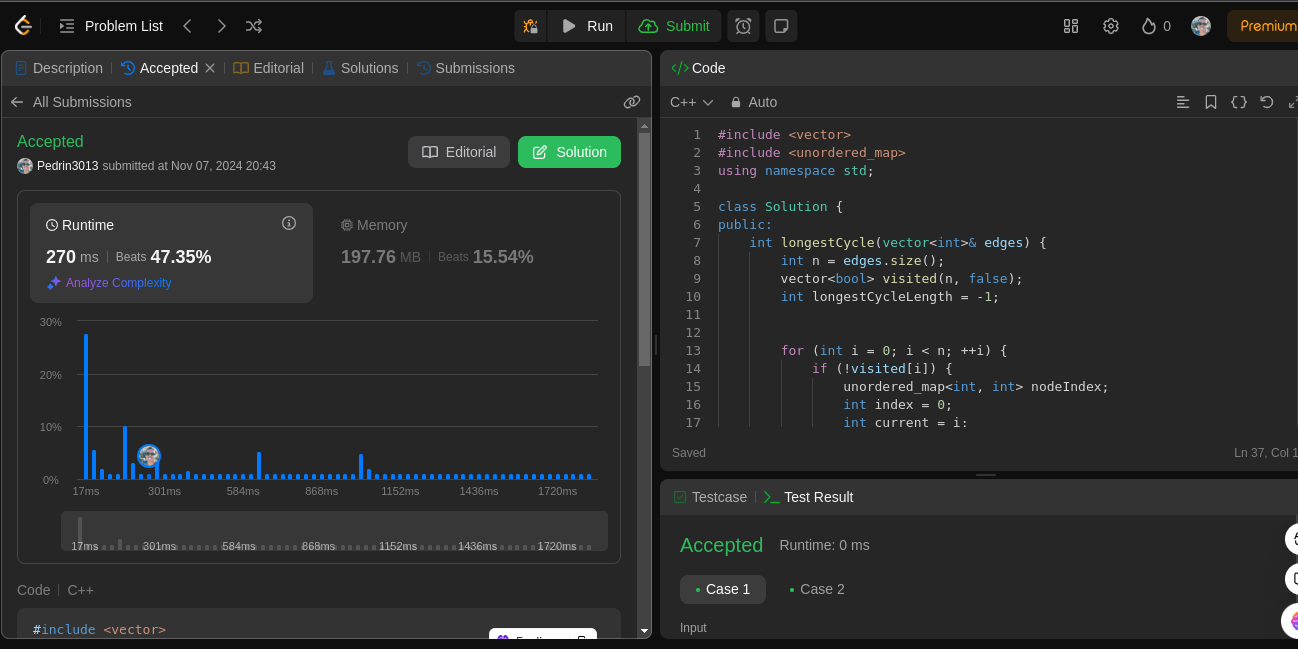 Problem List
Run
Submit
0
Premium
Description
Accepted
Editorial
Solutions
Submissions
All Submissions
Accepted
Pedrin3013 submitted at Nov 07, 2024 20:43
Editorial
Solution
Runtime
270 ms
Beats 47.35%
Analyze Complexity
Memory
197.76 MB
Beats 15.54%
30%
20%
10%
0%
17ms 301ms 584ms 868ms 1152ms 1436ms 1720ms
17ms 301ms 584ms 868ms 1152ms 1436ms 1720ms
Code
C++
#include <vector>
</> Code
C++
Auto
1 #include <vector>
2 #include <unordered_map>
3 using namespace std;
4
5 class Solution {
6 public:
7 int longestCycle(vector<int>& edges) {
8 int n = edges.size();
9 vector<bool> visited(n, false);
10 int longestCycleLength = -1;
11
12
13 for (int i = 0; i < n; ++i) {
14 if (!visited[i]) {
15 unordered_map<int, int> nodeIndex;
16 int index = 0;
17 int current = i;
Saved
Ln 37, Col 1
Testcase
Test Result
Accepted
Runtime: 0 ms
Case 1
Case 2
Input